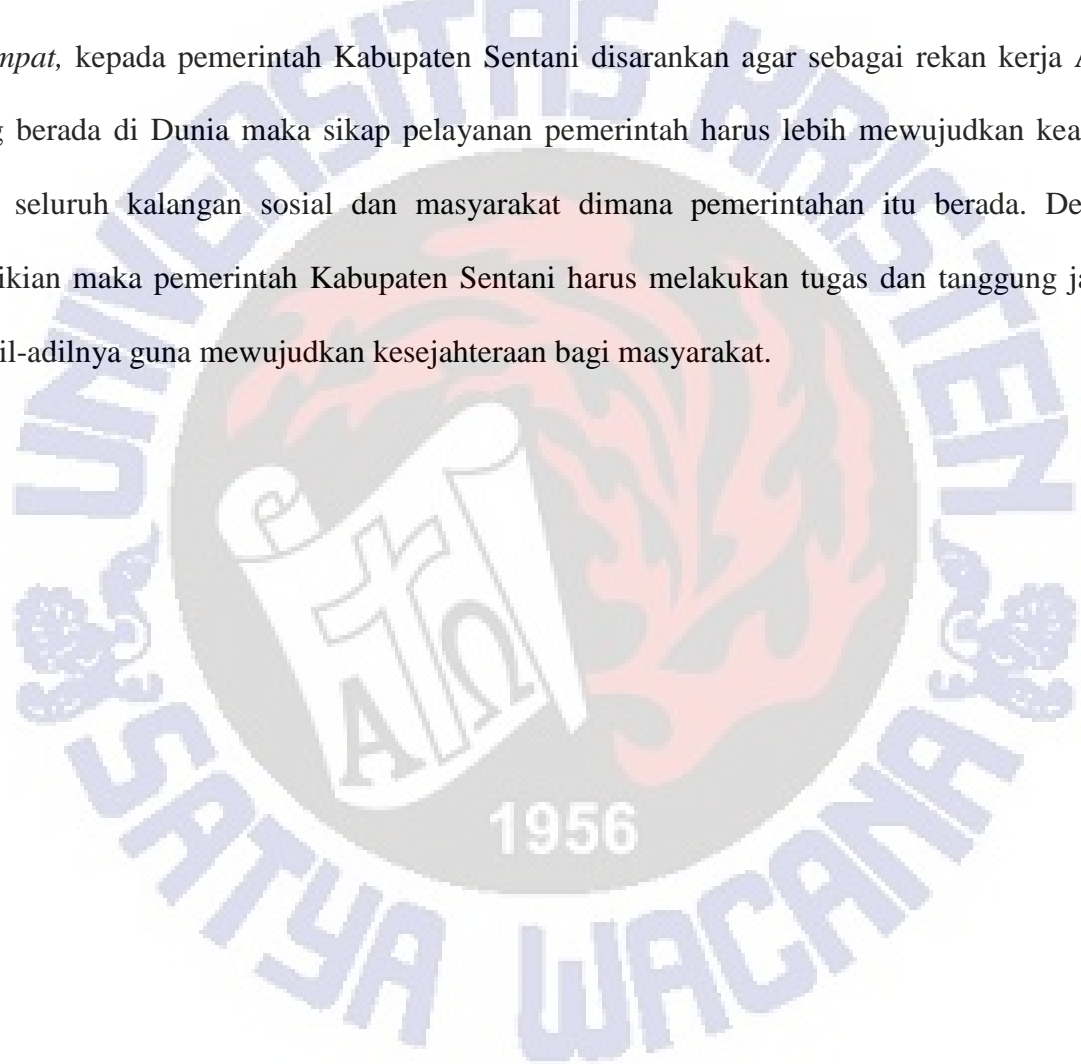 mpat, kepada pemerintah Kabupaten Sentani disarankan agar sebagai rekan kerja A
g berada di Dunia maka sikap pelayanan pemerintah harus lebih mewujudkan kea
seluruh kalangan sosial dan masyarakat dimana pemerintahan itu berada. De
ikian maka pemerintah Kabupaten Sentani harus melakukan tugas dan tanggung ja
il-adilnya guna mewujudkan kesejahteraan bagi masyarakat.
UNIVERSITAS KRISTEN
A Ω
1956
SATYA WACANA